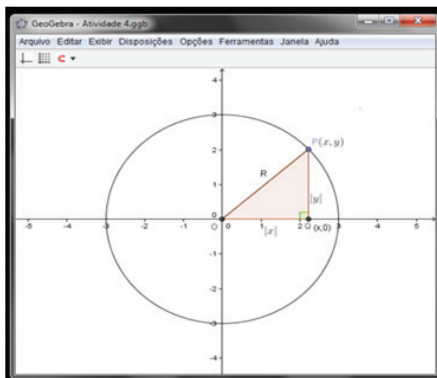 GeoGebra - Atividade 4.ggb
Arquivo Editar Exibir Disposições Opções Ferramentas Janela Ajuda
4
3
P(x, y)
2
R
1
|y|
0
-5 -4 -3 -2 -1 O 0 1 2 Q (x,0) 3 4 5
|x|
-1
-2
-3
-4